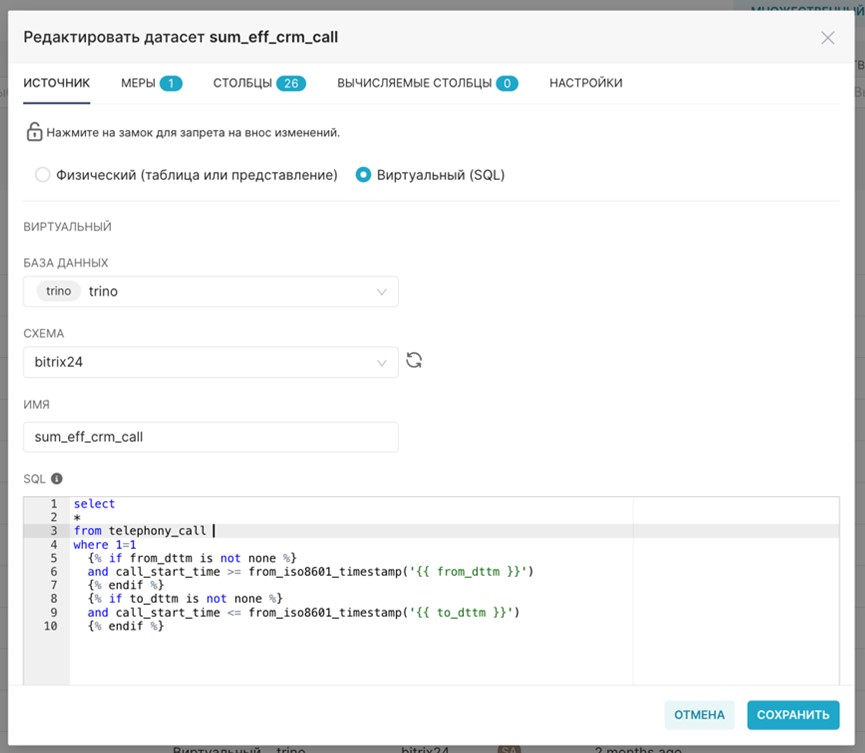 МНОЖЕСТВЕННЫЙ
Редактировать датасет sum_eff_crm_call
ИСТОЧНИК МЕРЫ 1 СТОЛБЦЫ 26 ВЫЧИСЛЯЕМЫЕ СТОЛБЦЫ 0 НАСТРОЙКИ
Нажмите на замок для запрета на внос изменений.
Физический (таблица или представление) Виртуальный (SQL)
ВИРТУАЛЬНЫЙ
БАЗА ДАННЫХ
trino trino
СХЕМА
bitrix24
ИМЯ
sum_eff_crm_call
SQL
1 select
2 *
3 from telephony_call
4 where 1=1
5 {% if from_dttm is not none %}
6 and call_start_time >= from_iso8601_timestamp('{{ from_dttm }}')
7 {% endif %}
8 {% if to_dttm is not none %}
9 and call_start_time <= from_iso8601_timestamp('{{ to_dttm }}')
10 {% endif %}
ОТМЕНА СОХРАНИТЬ
Виртуальный trino bitrix24 SA 2 months ago